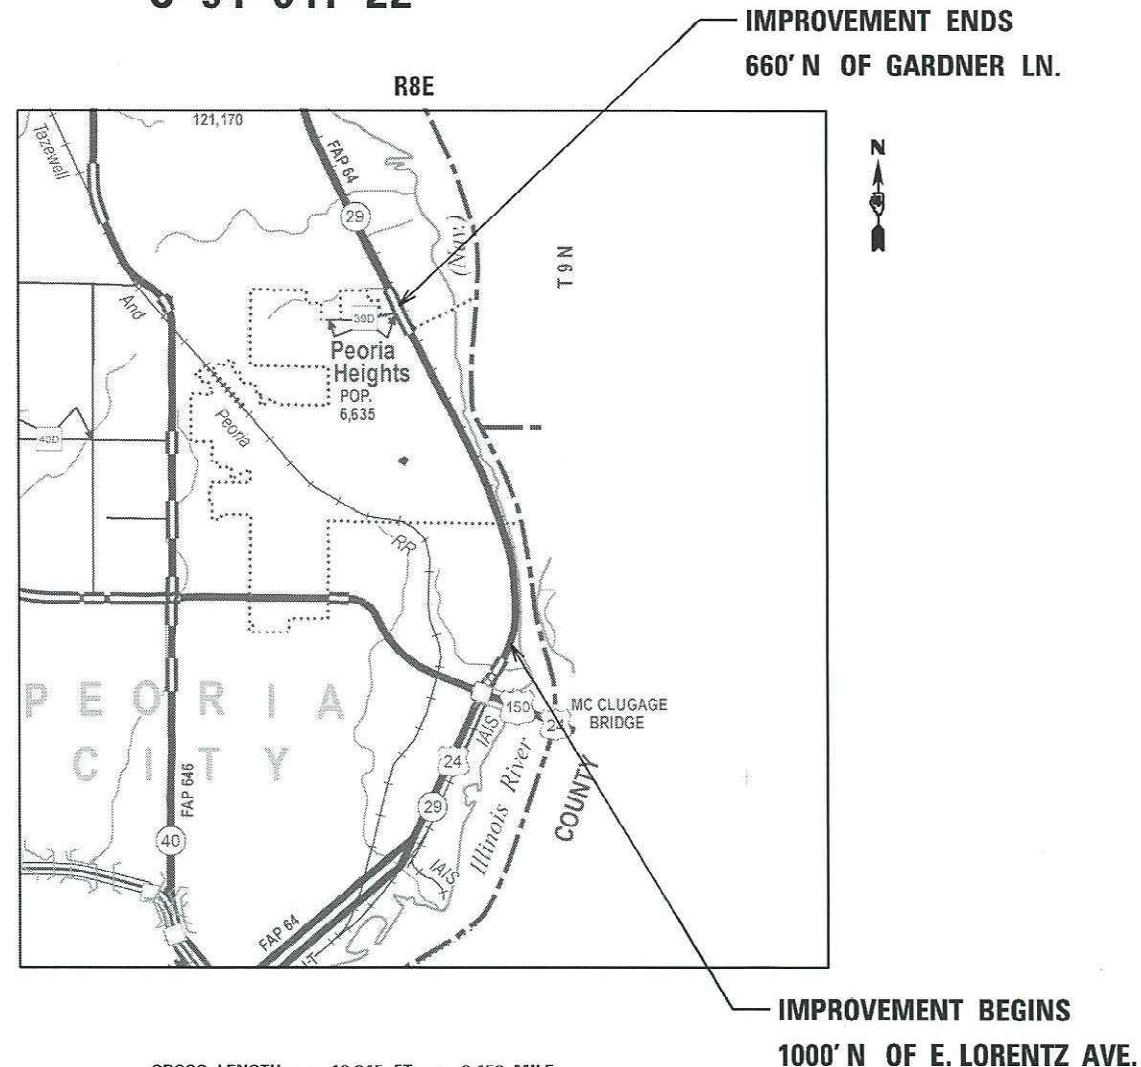 IMPROVEMENT ENDS
660' N OF GARDNER LN.
R8E
121,170
Tazewell
FAP 64
N
29
T 9 N
And
39D
Peoria
Heights
POP.
6,635
Peoria
40D
RR
PEORIA
CITY
MC CLUGAGE
BRIDGE
150
24
IAIS
24
FAP 646
Illinois River
COUNTY
29
40
IAIS
FAP 64
IMPROVEMENT BEGINS
1000' N OF E. LORENTZ AVE.